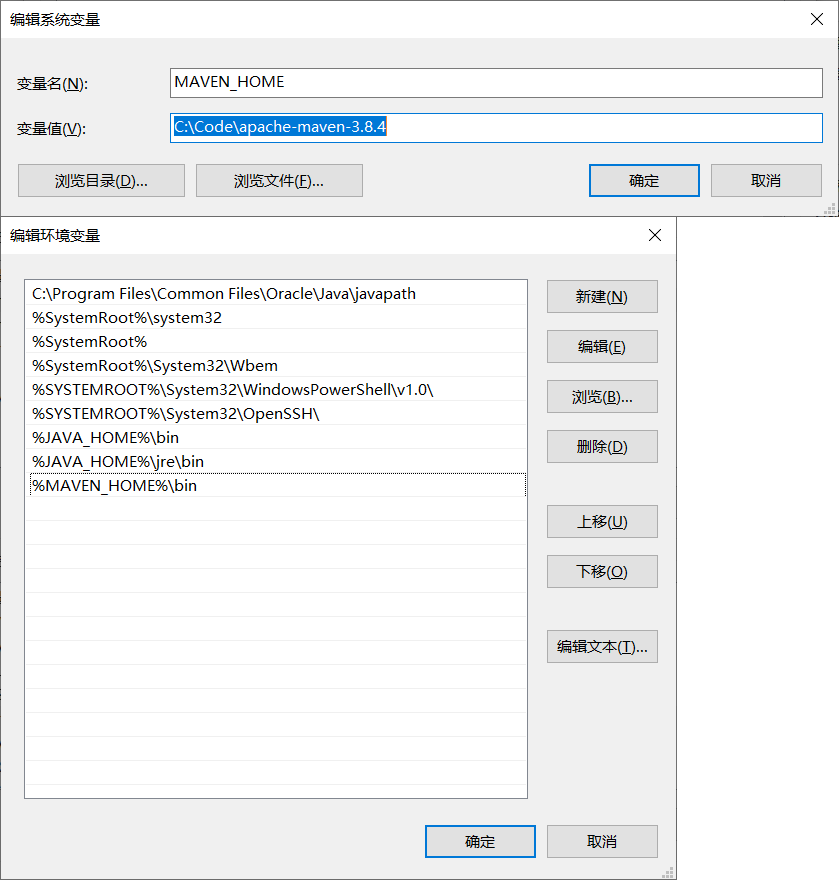 编辑系统变量
变量名(N):
MAVEN_HOME
变量值(V):
C:\Code\apache-maven-3.8.4
浏览目录(D)...
浏览文件(F)...
确定
取消
编辑环境变量
C:\Program Files\Common Files\Oracle\Java\javapath
%SystemRoot%\system32
%SystemRoot%
%SystemRoot%\System32\Wbem
%SYSTEMROOT%\System32\WindowsPowerShell\v1.0\
%SYSTEMROOT%\System32\OpenSSH\
%JAVA_HOME%\bin
%JAVA_HOME%\jre\bin
%MAVEN_HOME%\bin
新建(N)
编辑(E)
浏览(B)...
删除(D)
上移(U)
下移(O)
编辑文本(T)...
确定
取消